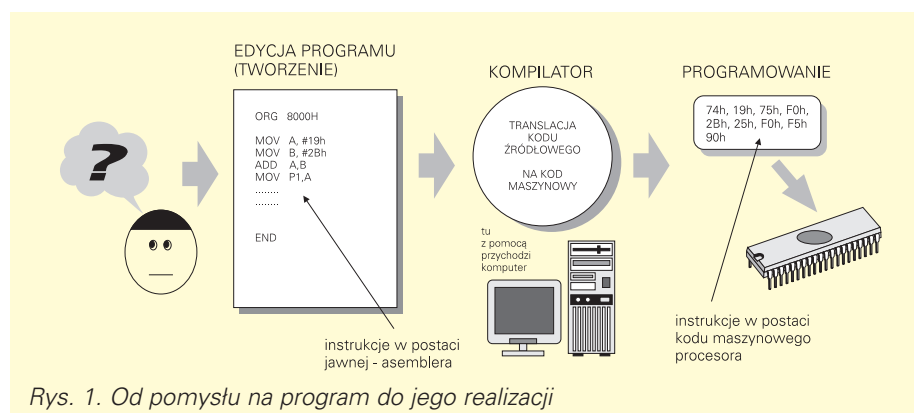 EDYCJA PROGRAMU
(TWORZENIE)
KOMPILATOR
PROGRAMOWANIE
?
ORG 8000H
MOV A, #19h
MOV B, #2Bh
ADD A,B
MOV P1,A
........
........
END
TRANSLACJA
KODU
ŹRÓDŁOWEGO
NA KOD
MASZYNOWY
74h, 19h, 75h, F0h,
2Bh, 25h, F0h, F5h
90h
tu
z pomocą
przychodzi
komputer
instrukcje w postaci
jawnej - asemblera
instrukcje w postaci
kodu maszynowego
procesora
Rys. 1. Od pomysłu na program do jego realizacji